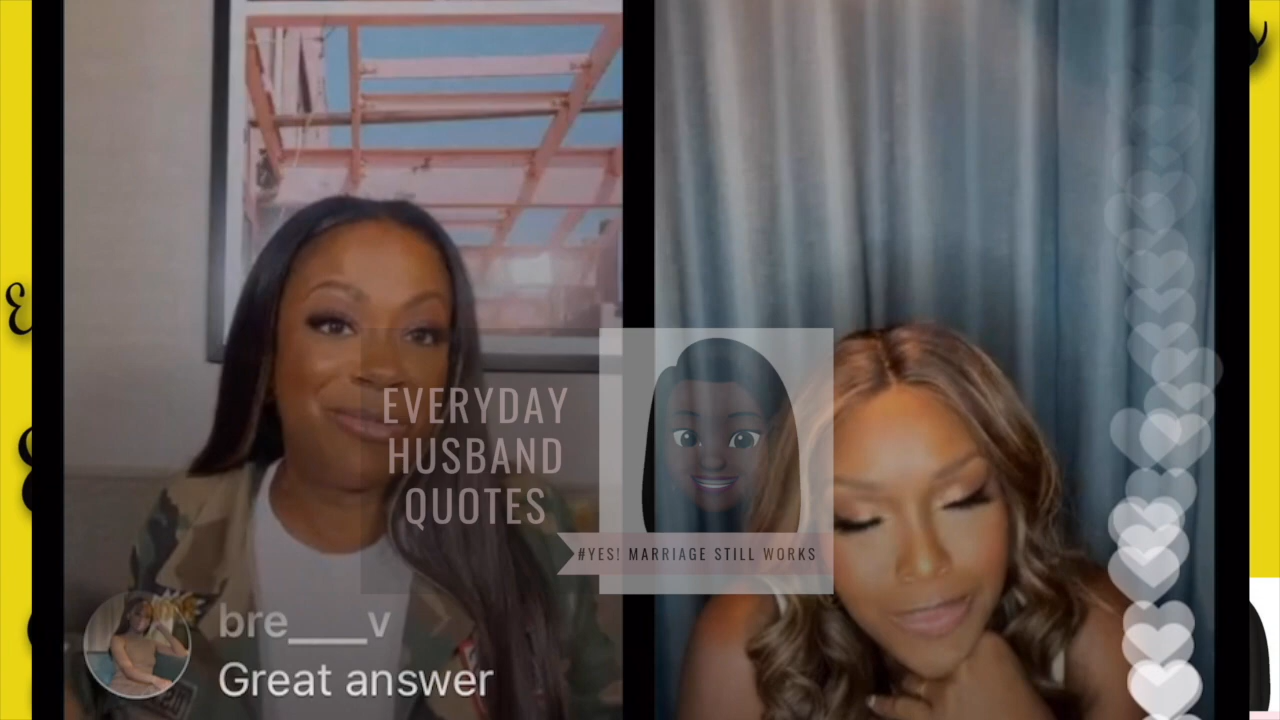 EVERYDAY
HUSBAND
QUOTES
#YES! MARRIAGE STILL WORKS
bre___v
Great answer